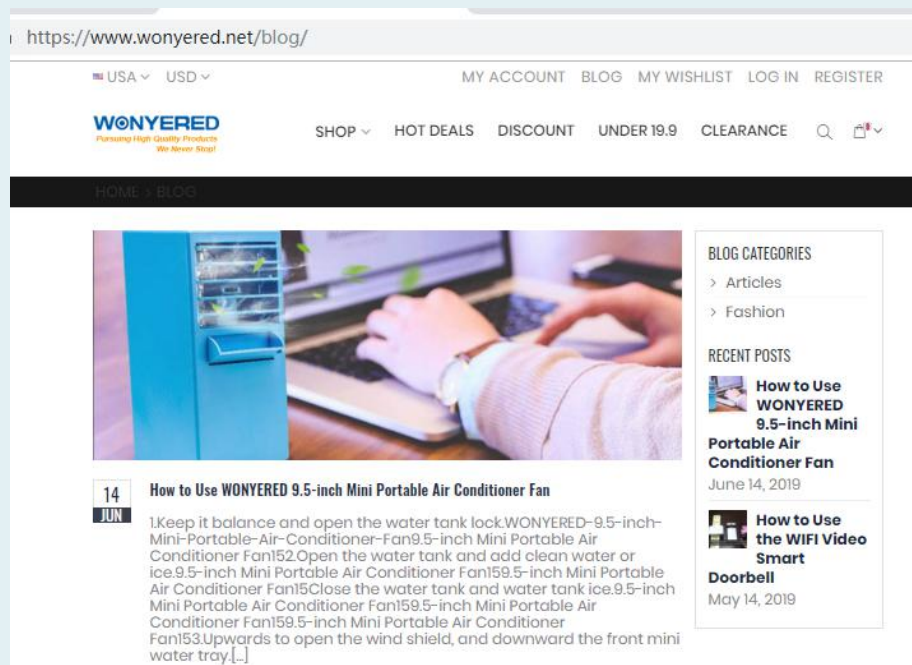 https://www.wonyered.net/blog/
USA USD MY ACCOUNT BLOG MY WISHLIST LOG IN REGISTER
WONYERED
Pursuing High Quality Products
We Never Stop!
SHOP HOT DEALS DISCOUNT UNDER 19.9 CLEARANCE
HOME > BLOG
14
JUN
How to Use WONYERED 9.5-inch Mini Portable Air Conditioner Fan
1.Keep it balance and open the water tank lock.WONYERED-9.5-inch-
Mini-Portable-Air-Conditioner-Fan9.5-inch Mini Portable Air
Conditioner Fan152.Open the water tank and add clean water or
ice.9.5-inch Mini Portable Air Conditioner Fan159.5-inch Mini Portable
Air Conditioner Fan15Close the water tank and water tank ice.9.5-inch
Mini Portable Air Conditioner Fan159.5-inch Mini Portable Air
Conditioner Fan159.5-inch Mini Portable Air Conditioner
Fan153.Upwards to open the wind shield, and downward the front mini
water tray.[...]
BLOG CATEGORIES
> Articles
> Fashion
RECENT POSTS
How to Use
WONYERED
9.5-inch Mini
Portable Air
Conditioner Fan
June 14, 2019
How to Use
the WIFI Video
Smart
Doorbell
May 14, 2019